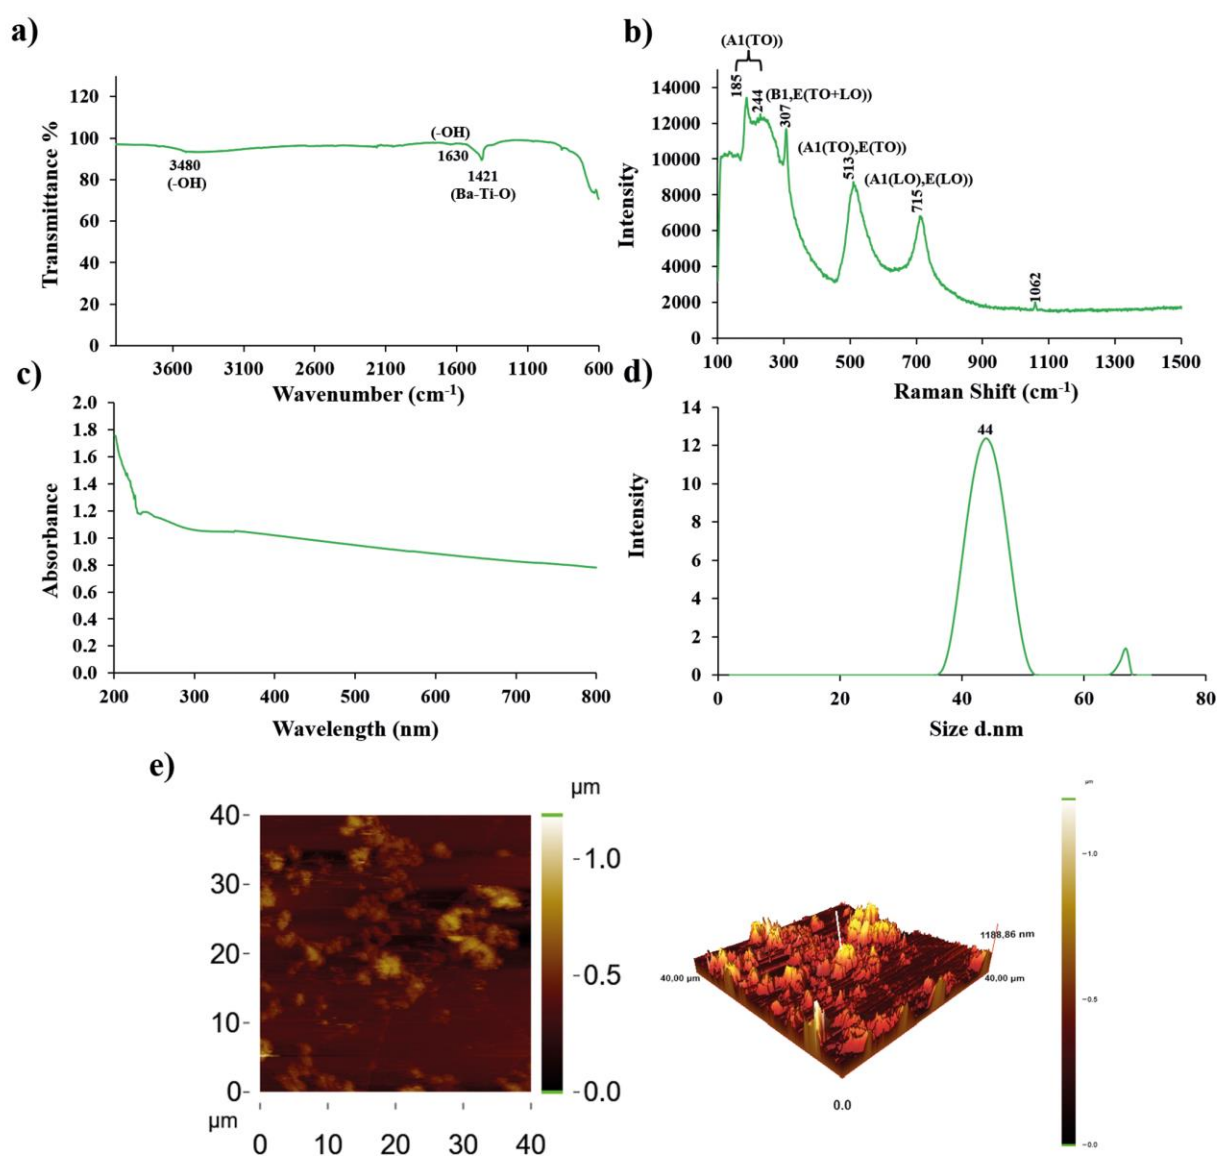 a)
120
100
80
60
40
20
0
Transmittance %
3480
(-OH)
(-OH)
1630
1421
(Ba-Ti-O)
3600 3100 2600 2100 1600 1100 600
Wavenumber (cm-1)
b)
14000
12000
10000
8000
6000
4000
2000
0
Intensity
(A1(TO))
185
244
(B1,E(TO+LO))
307
(A1(TO),E(TO))
513
(A1(LO),E(LO))
715
1062
100 300 500 700 900 1100 1300 1500
Raman Shift (cm-1)
c)
2.0
1.8
1.6
1.4
1.2
1.0
0.8
0.6
0.4
0.2
0.0
Absorbance
200 300 400 500 600 700 800
Wavelength (nm)
d)
14
12
10
8
6
4
2
0
Intensity
44
0 20 40 60 80
Size d.nm
e)
40
30
20
10
0
µm
0 10 20 30 40
µm
1.0
0.5
0.0
1188,86 nm
40,00 µm
40,00 µm
0.0
µm
1.0
0.5
0.0